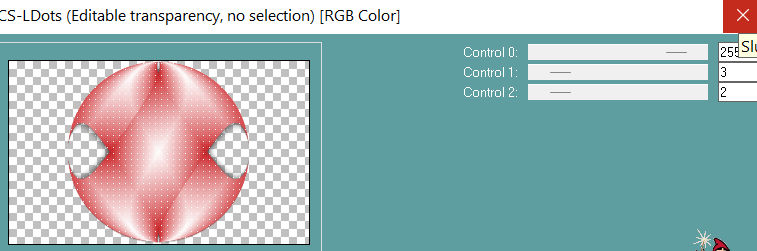 CS-LDots (Editable transparency, no selection) [RGB Color]
Slu
Control 0: 255
Control 1: 3
Control 2: 2